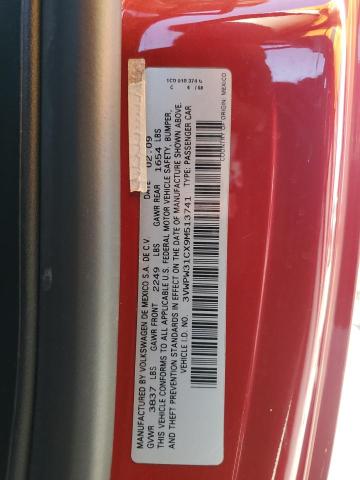 MANUFACTURED BY VOLKSWAGEN DE MEXICO S.A. DE C.V. DATE 02.09
GVWR 3837 LBS GAWR FRONT 2249 LBS GAWR REAR 1654 LBS
THIS VEHICLE CONFORMS TO ALL APPLICABLE U.S. FEDERAL MOTOR VEHICLE SAFETY, BUMPER,
AND THEFT PREVENTION STANDARDS IN EFFECT ON THE DATE OF MANUFACTURE SHOWN ABOVE.
VEHICLE I.D. NO. 3VWPW31CX9M513741 TYPE: PASSENGER CAR
COUNTRY OF ORIGIN: MEXICO
1C0 010 374 G